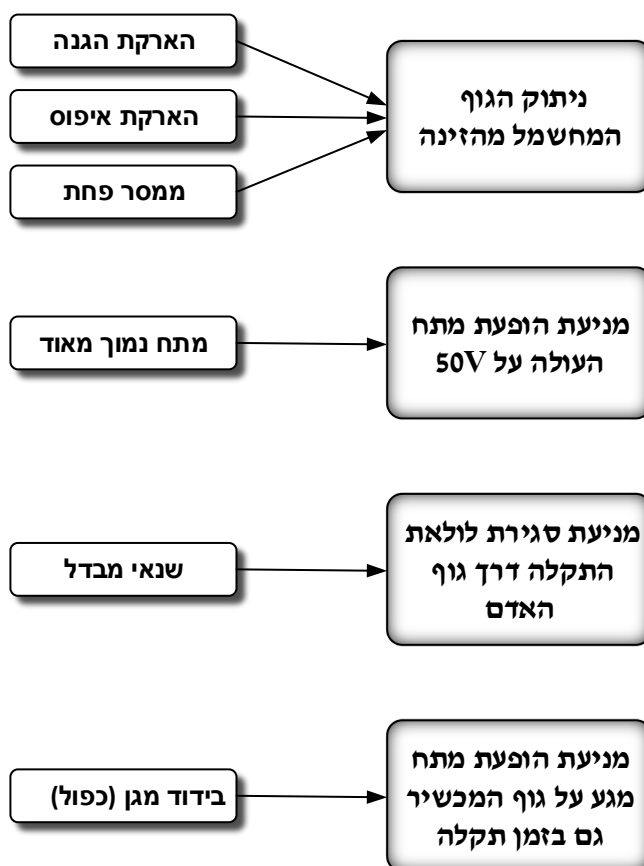 הארקת הגנה
הארקת איפוס
ממסר פחת
ניתוק הגוף
המחשמל מהזינה
מתח נמוך מאוד
מניעת הופעת מתח
העולה על 50V
שנאי מבדל
מניעת סגירת לולאת
התקלה דרך גוף
האדם
בידוד מגן (כפול)
מניעת הופעת מתח
מגע על גוף המכשיר
גם בזמן תקלה